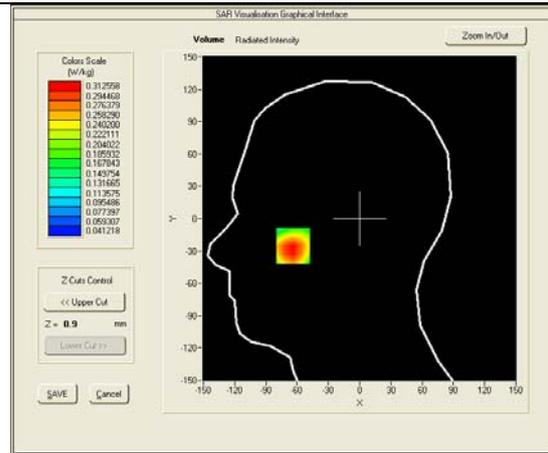 SAR Visualisation Graphical Interface
Volume Radiated Intensity
Zoom In/Out
Colors Scale
(W/kg)
0.312558
0.294468
0.276379
0.258290
0.240200
0.222111
0.204022
0.185932
0.167843
0.149754
0.131665
0.113575
0.095486
0.077397
0.059307
0.041218
Z Cuts Control
<< Upper Cut
Z = 0.9 mm
Lower Cut >>
SAVE Cancel
150-
120-
90-
60-
30-
0-
-30-
-60-
-90-
-120-
-150-
Y
-150 -120 -90 -60 -30 0 30 60 90 120 150
X